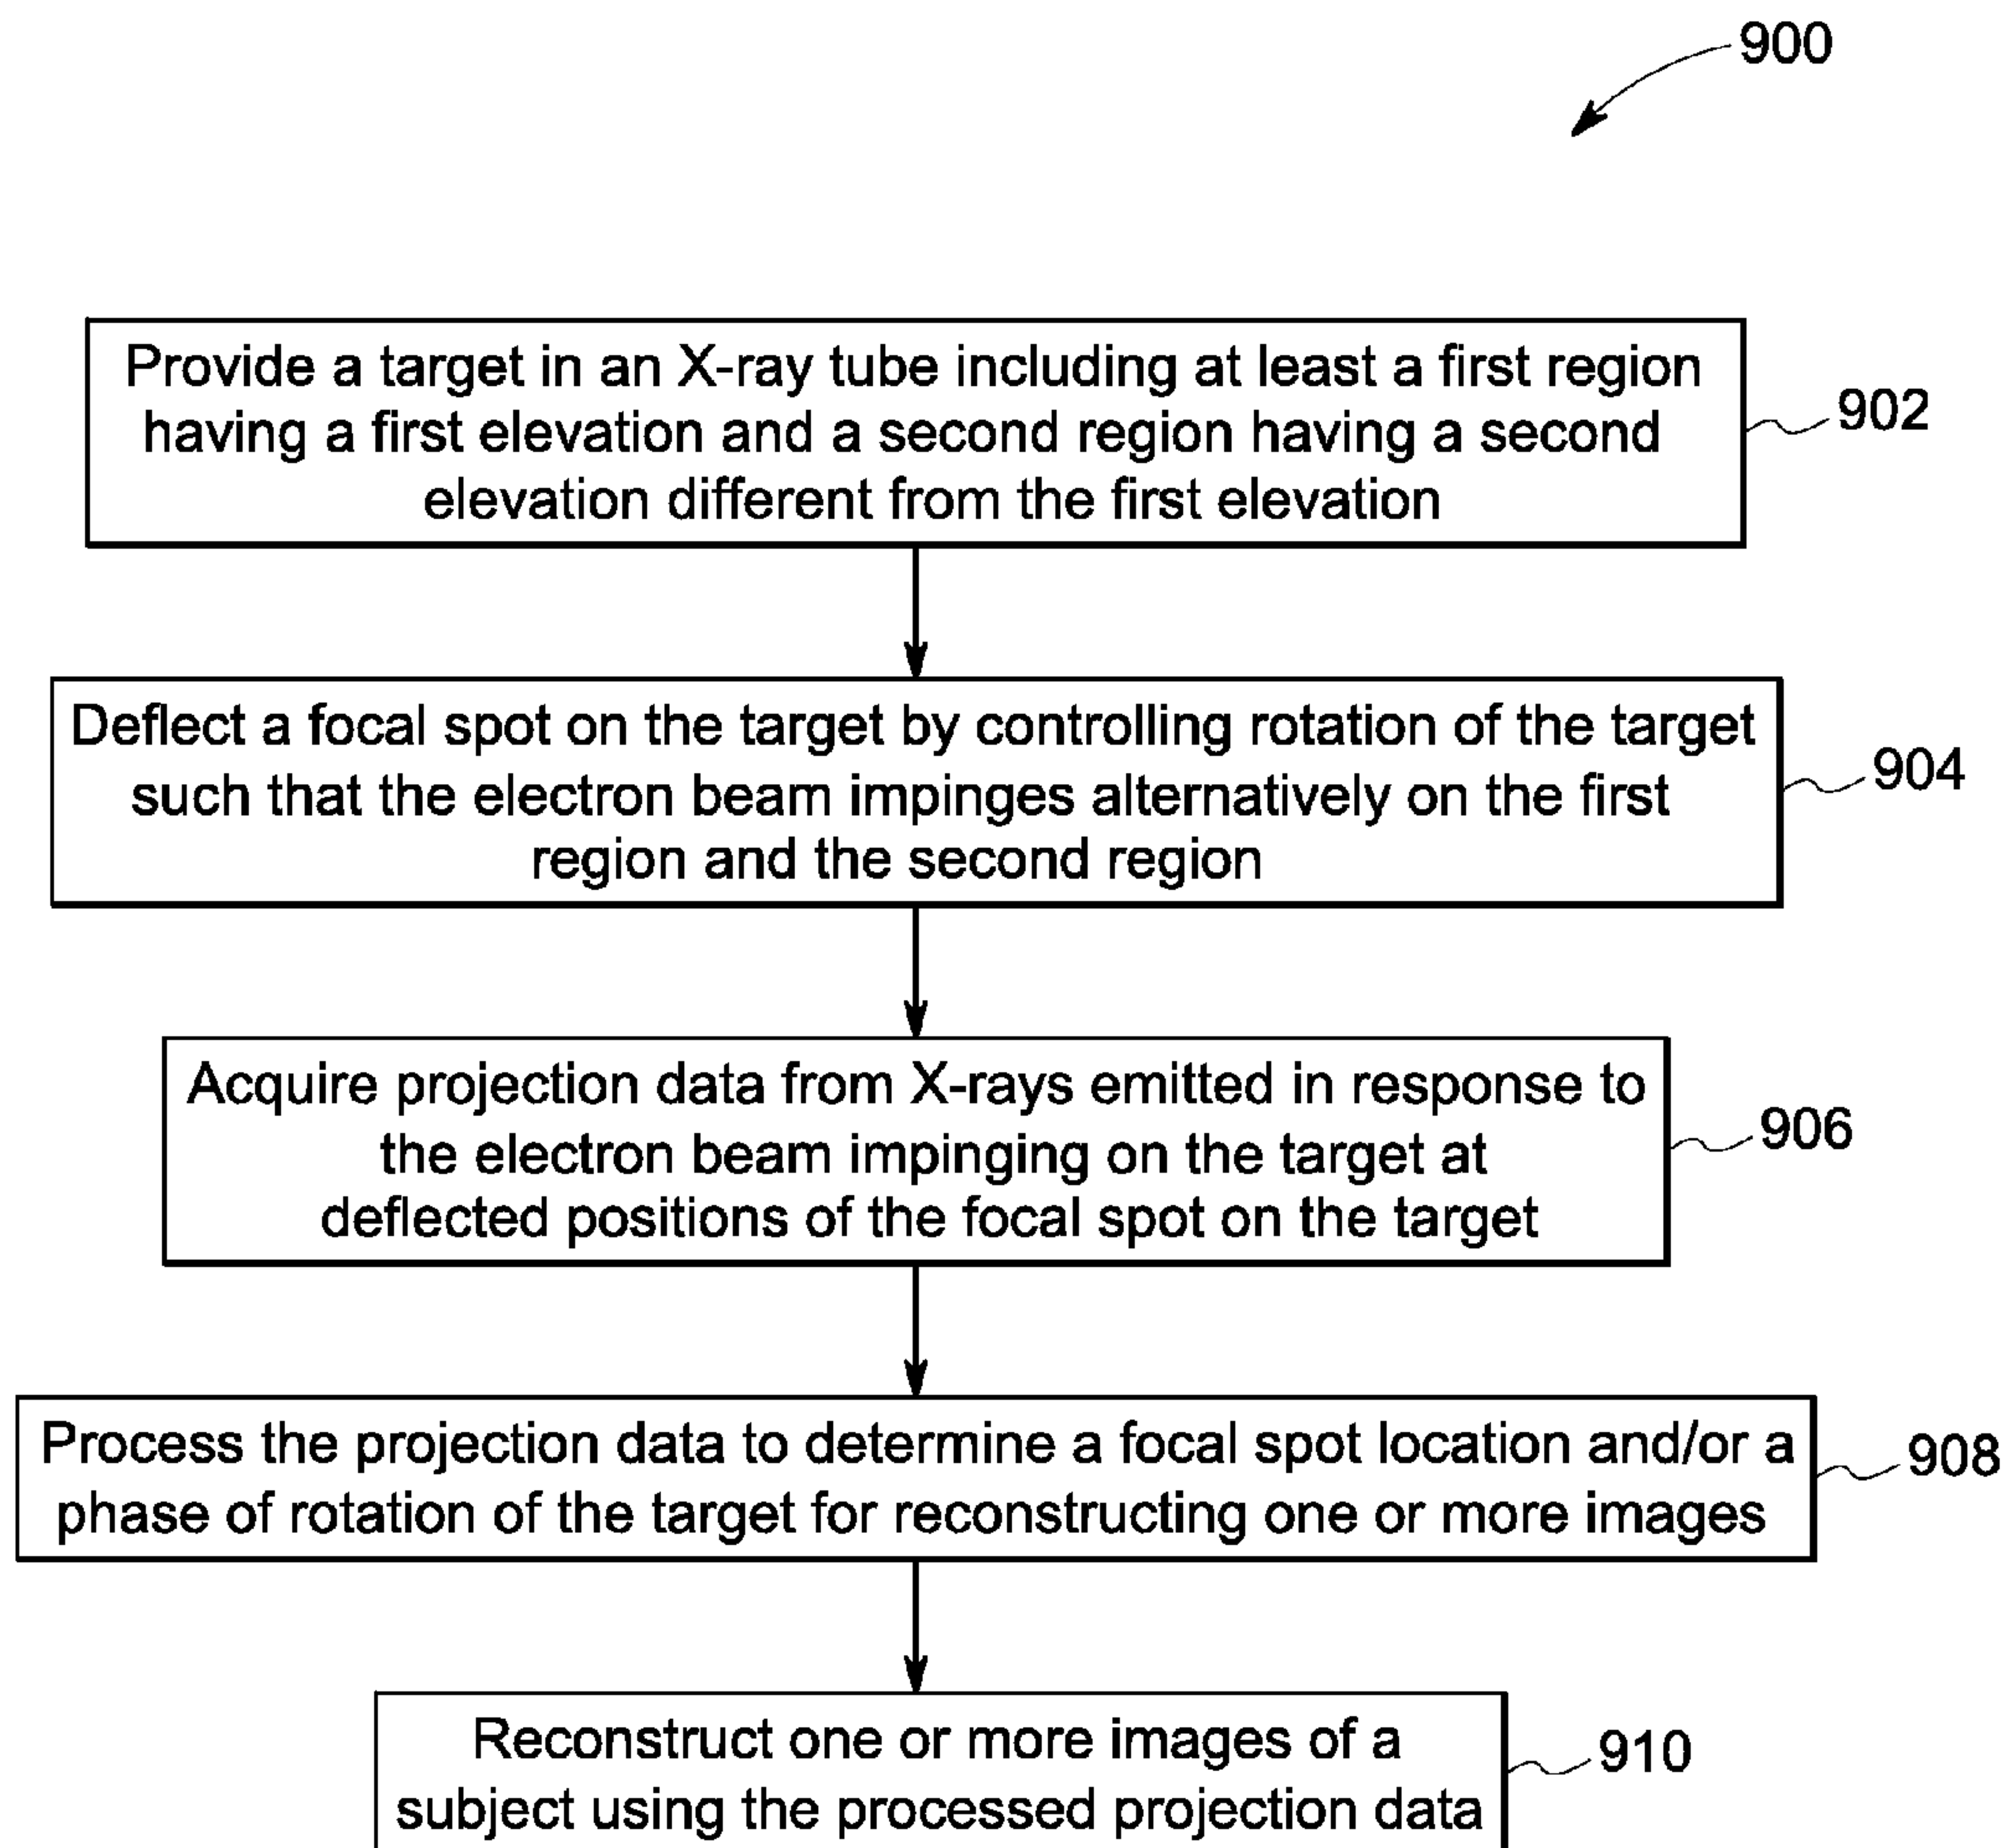 900
Provide a target in an X-ray tube including at least a first region
having a first elevation and a second region having a second
elevation different from the first elevation
902
Deflect a focal spot on the target by controlling rotation of the target
such that the electron beam impinges alternatively on the first
region and the second region
904
Acquire projection data from X-rays emitted in response to
the electron beam impinging on the target at
deflected positions of the focal spot on the target
906
Process the projection data to determine a focal spot location and/or a
phase of rotation of the target for reconstructing one or more images
908
Reconstruct one or more images of a
subject using the processed projection data
910